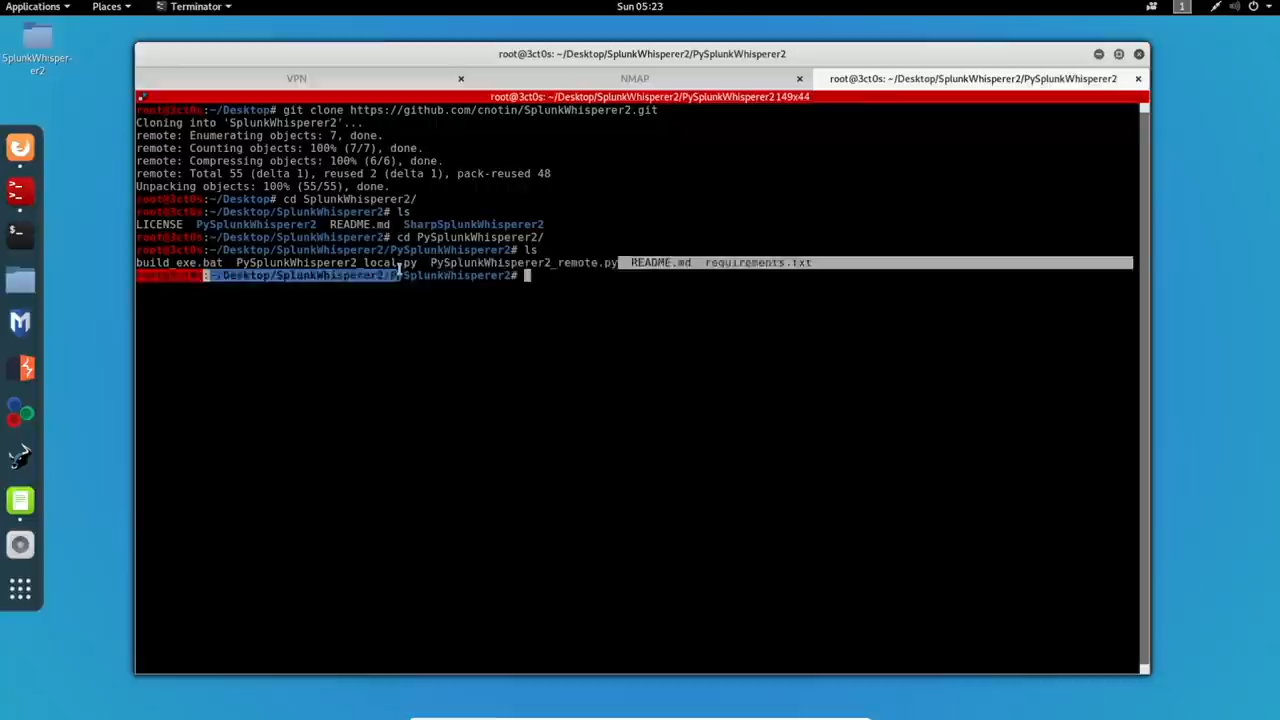 Applications
Places
Terminator
Sun 05:23
1
SplunkWhisper-
er2
root@3ct0s: ~/Desktop/SplunkWhisperer2/PySplunkWhisperer2
VPN
NMAP
root@3ct0s: ~/Desktop/SplunkWhisperer2/PySplunkWhisperer2
root@3ct0s: ~/Desktop/SplunkWhisperer2/PySplunkWhisperer2 149x44
root@3ct0s:~/Desktop# git clone https://github.com/cnotin/SplunkWhisperer2.git
Cloning into 'SplunkWhisperer2'...
remote: Enumerating objects: 7, done.
remote: Counting objects: 100% (7/7), done.
remote: Compressing objects: 100% (6/6), done.
remote: Total 55 (delta 1), reused 2 (delta 1), pack-reused 48
Unpacking objects: 100% (55/55), done.
root@3ct0s:~/Desktop# cd SplunkWhisperer2/
root@3ct0s:~/Desktop/SplunkWhisperer2# ls
LICENSE PySplunkWhisperer2 README.md SharpSplunkWhisperer2
root@3ct0s:~/Desktop/SplunkWhisperer2# cd PySplunkWhisperer2/
root@3ct0s:~/Desktop/SplunkWhisperer2/PySplunkWhisperer2# ls
build_exe.bat PySplunkWhisperer2_local.py PySplunkWhisperer2_remote.py README.md requirements.txt
root@3ct0s:~/Desktop/SplunkWhisperer2/PySplunkWhisperer2#